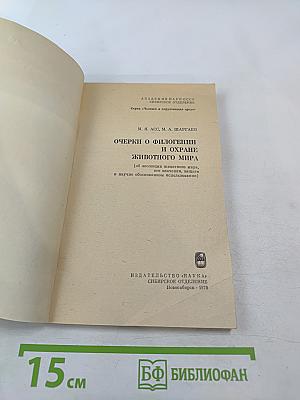 АКАДЕМИЯ НАУК СССР
СИБИРСКОЕ ОТДЕЛЕНИЕ
Серия «Человек и окружающая среда»
М. Я. АСС, М. А. ШАРГАЕВ
ОЧЕРКИ О ФИЛОГЕНИИ
И ОХРАНЕ
ЖИВОТНОГО МИРА
(об эволюции животного мира,
его значении, защите
и научно обоснованном использовании)
ИЗДАТЕЛЬСТВО «НАУКА»
СИБИРСКОЕ ОТДЕЛЕНИЕ
Новосибирск · 1978
15 см
БФ БИБЛИОФАН